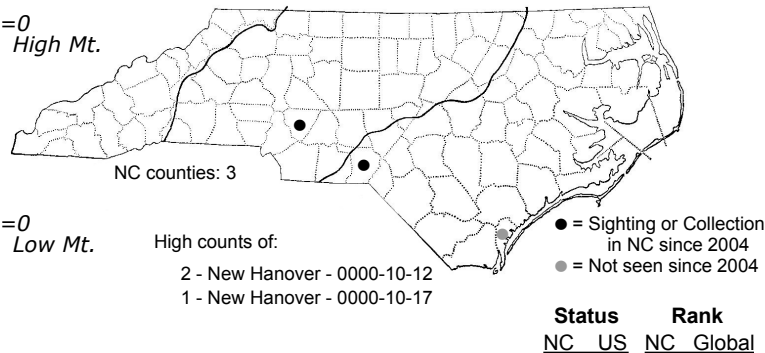 =0
High Mt.
NC counties: 3
=0
Low Mt.
High counts of:
2 - New Hanover - 0000-10-12
1 - New Hanover - 0000-10-17
= Sighting or Collection
in NC since 2004
= Not seen since 2004
Status Rank
NC US NC Global